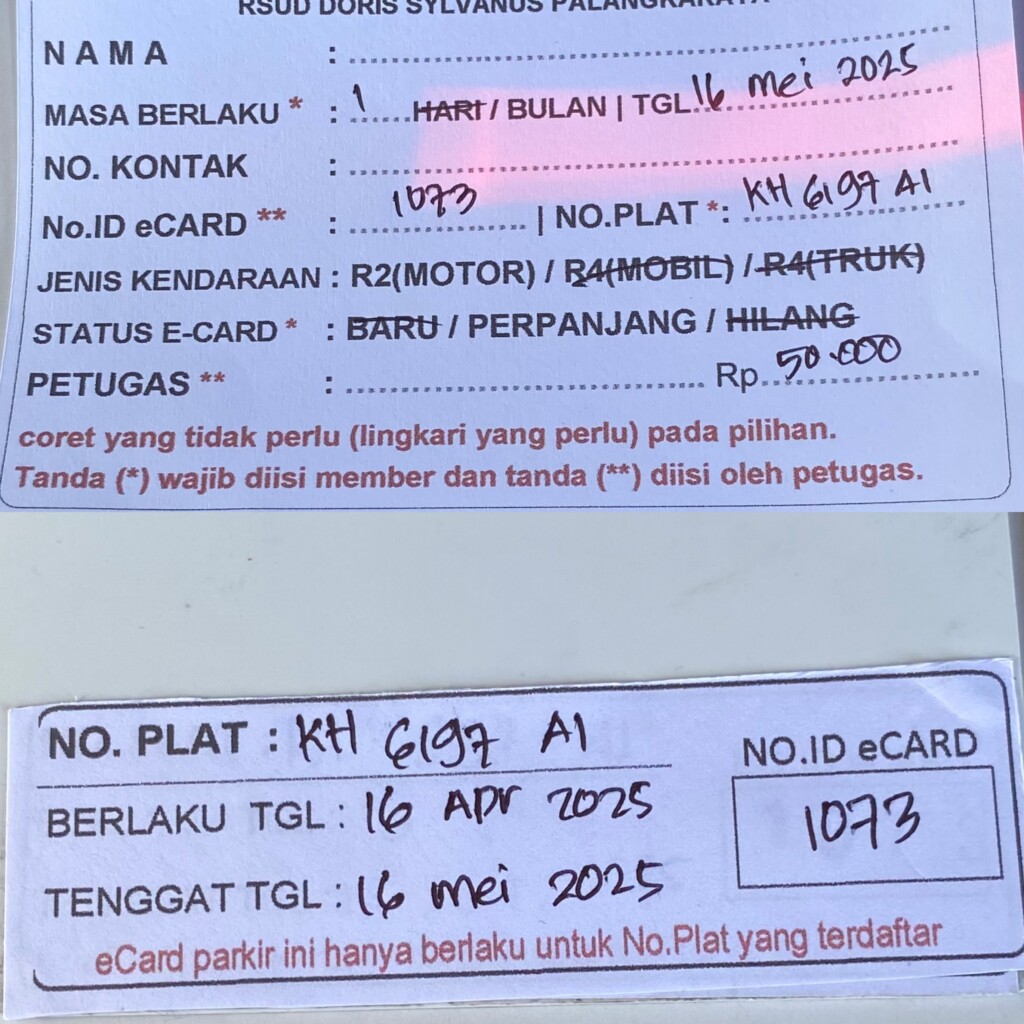 RSUD DORIS SYLVANUS PALANGKARAYA
NAMA :
MASA BERLAKU * : 1 HARI / BULAN | TGL 16 mei 2025
NO. KONTAK :
No.ID eCARD ** : 1073 | NO.PLAT *: KH 6197 AI
JENIS KENDARAAN : R2(MOTOR) / R4(MOBIL) / R4(TRUK)
STATUS E-CARD * : BARU / PERPANJANG / HILANG
PETUGAS ** : Rp. 50.000
coret yang tidak perlu (lingkari yang perlu) pada pilihan.
Tanda (*) wajib diisi member dan tanda (**) diisi oleh petugas.
NO. PLAT : KH 6197 AI
BERLAKU TGL : 16 APr 2025
TENGGAT TGL : 16 mei 2025
NO.ID eCARD
1073
eCard parkir ini hanya berlaku untuk No.Plat yang terdaftar